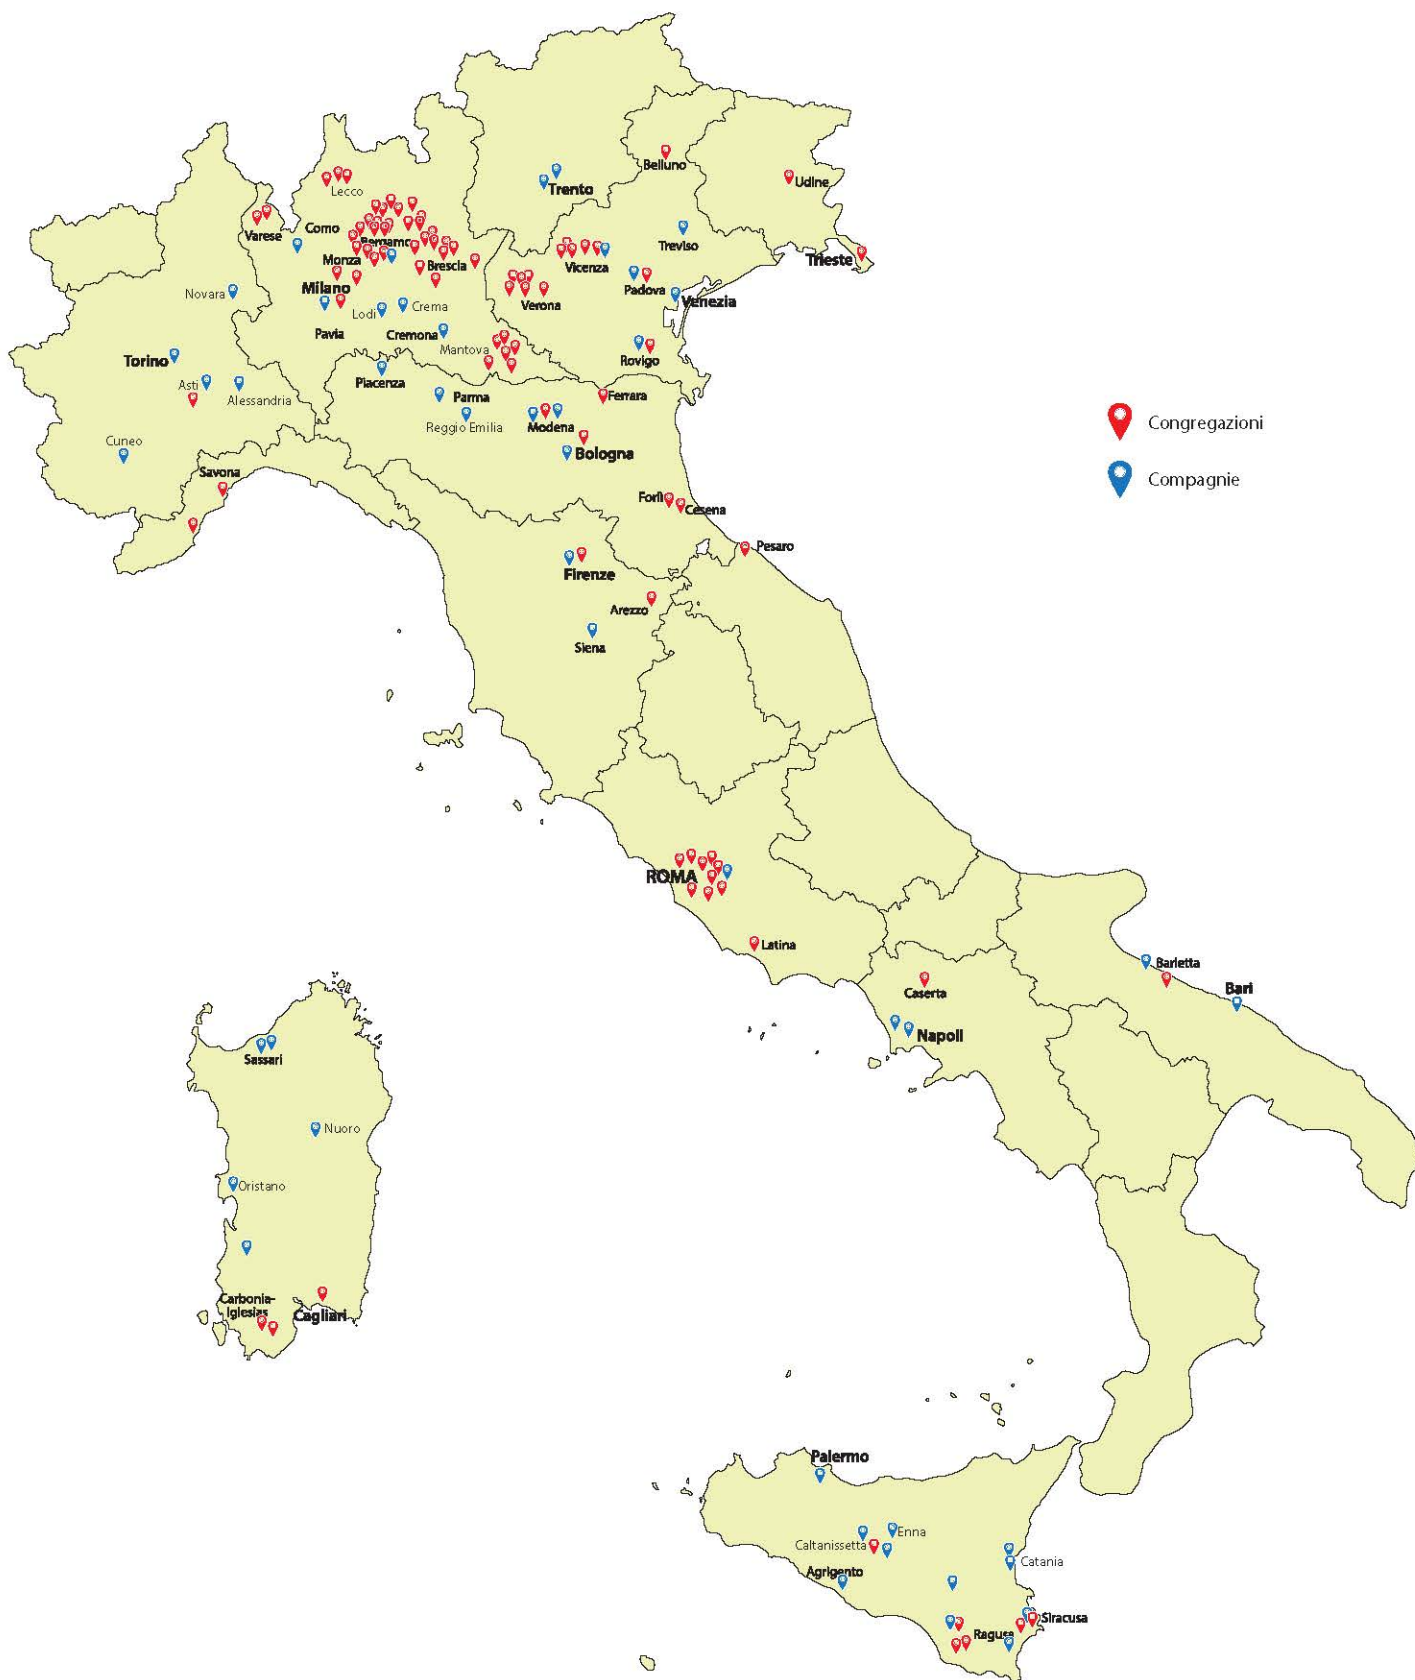 Belluno
Udine
Lecco
Trento
Varese
Como
Treviso
Bergamo
Monza
Brescia
Vicenza
Trieste
Milano
Padova
Novara
Verona
Venezia
Lodi
Crema
Pavia
Cremona
Mantova
Rovigo
Torino
Piacenza
Asti
Alessandria
Parma
Ferrara
Reggio Emilia
Modena
Congregazioni
Cuneo
Bologna
Savona
Compagnie
Forlì
Cesena
Pesaro
Firenze
Arezzo
Siena
ROMA
Latina
Barletta
Caserta
Bari
Napoli
Sassari
Nuoro
Oristano
Carbonia-
Iglesias
Cagliari
Palermo
Enna
Caltanissetta
Catania
Agrigento
Siracusa
Ragusa